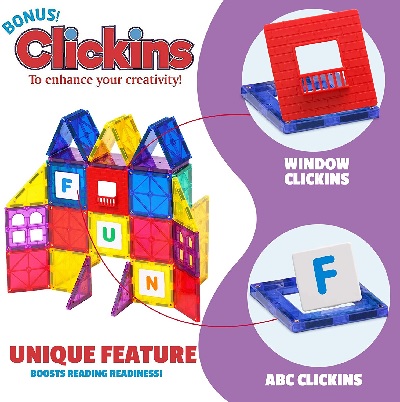 BONUS!
Clickins
To enhance your creativity!
WINDOW
CLICKINS
F
U
N
F
UNIQUE FEATURE
BOOSTS READING READINESS!
ABC CLICKINS